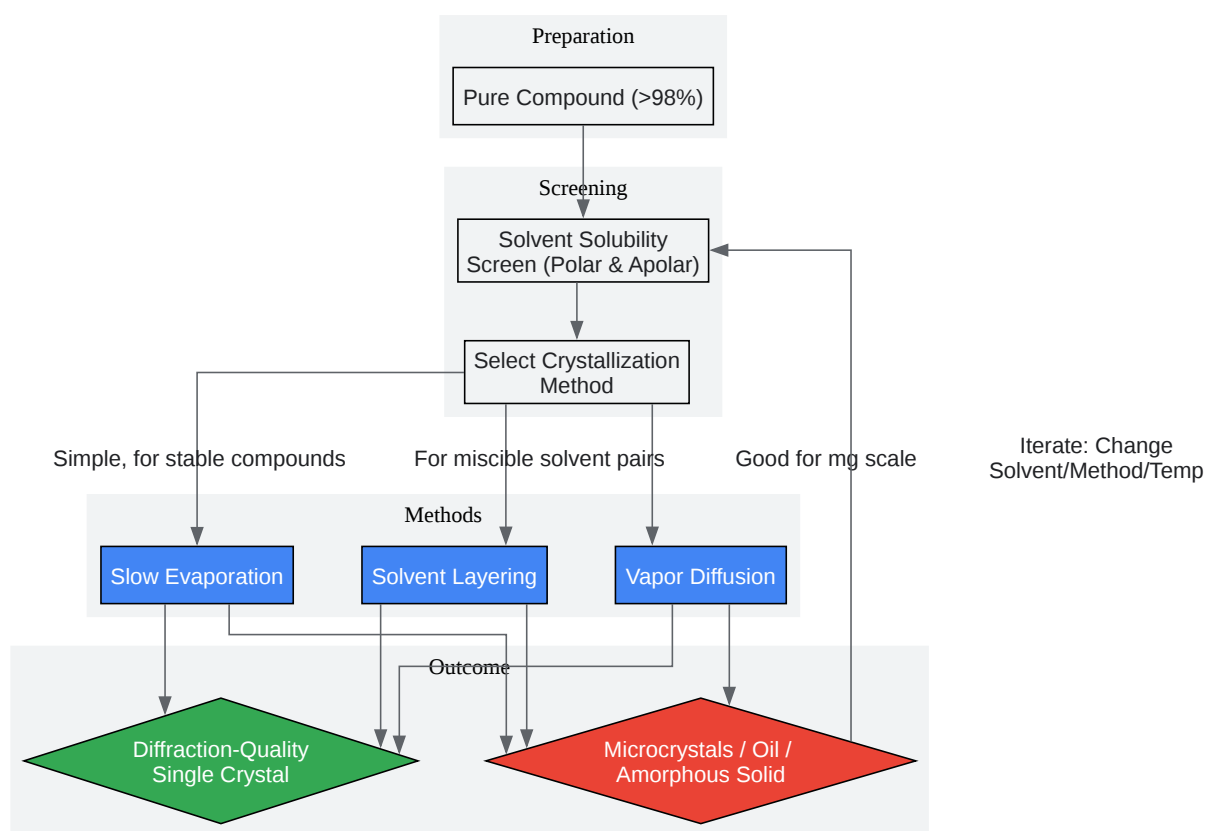 Preparation
Pure Compound (>98%)
Screening
Solvent Solubility
Screen (Polar & Apolar)
Select Crystallization
Method
Simple, for stable compounds
For miscible solvent pairs
Good for mg scale
Iterate: Change
Solvent/Method/Temp
Methods
Slow Evaporation
Solvent Layering
Vapor Diffusion
Outcome
Diffraction-Quality
Single Crystal
Microcrystals / Oil /
Amorphous Solid